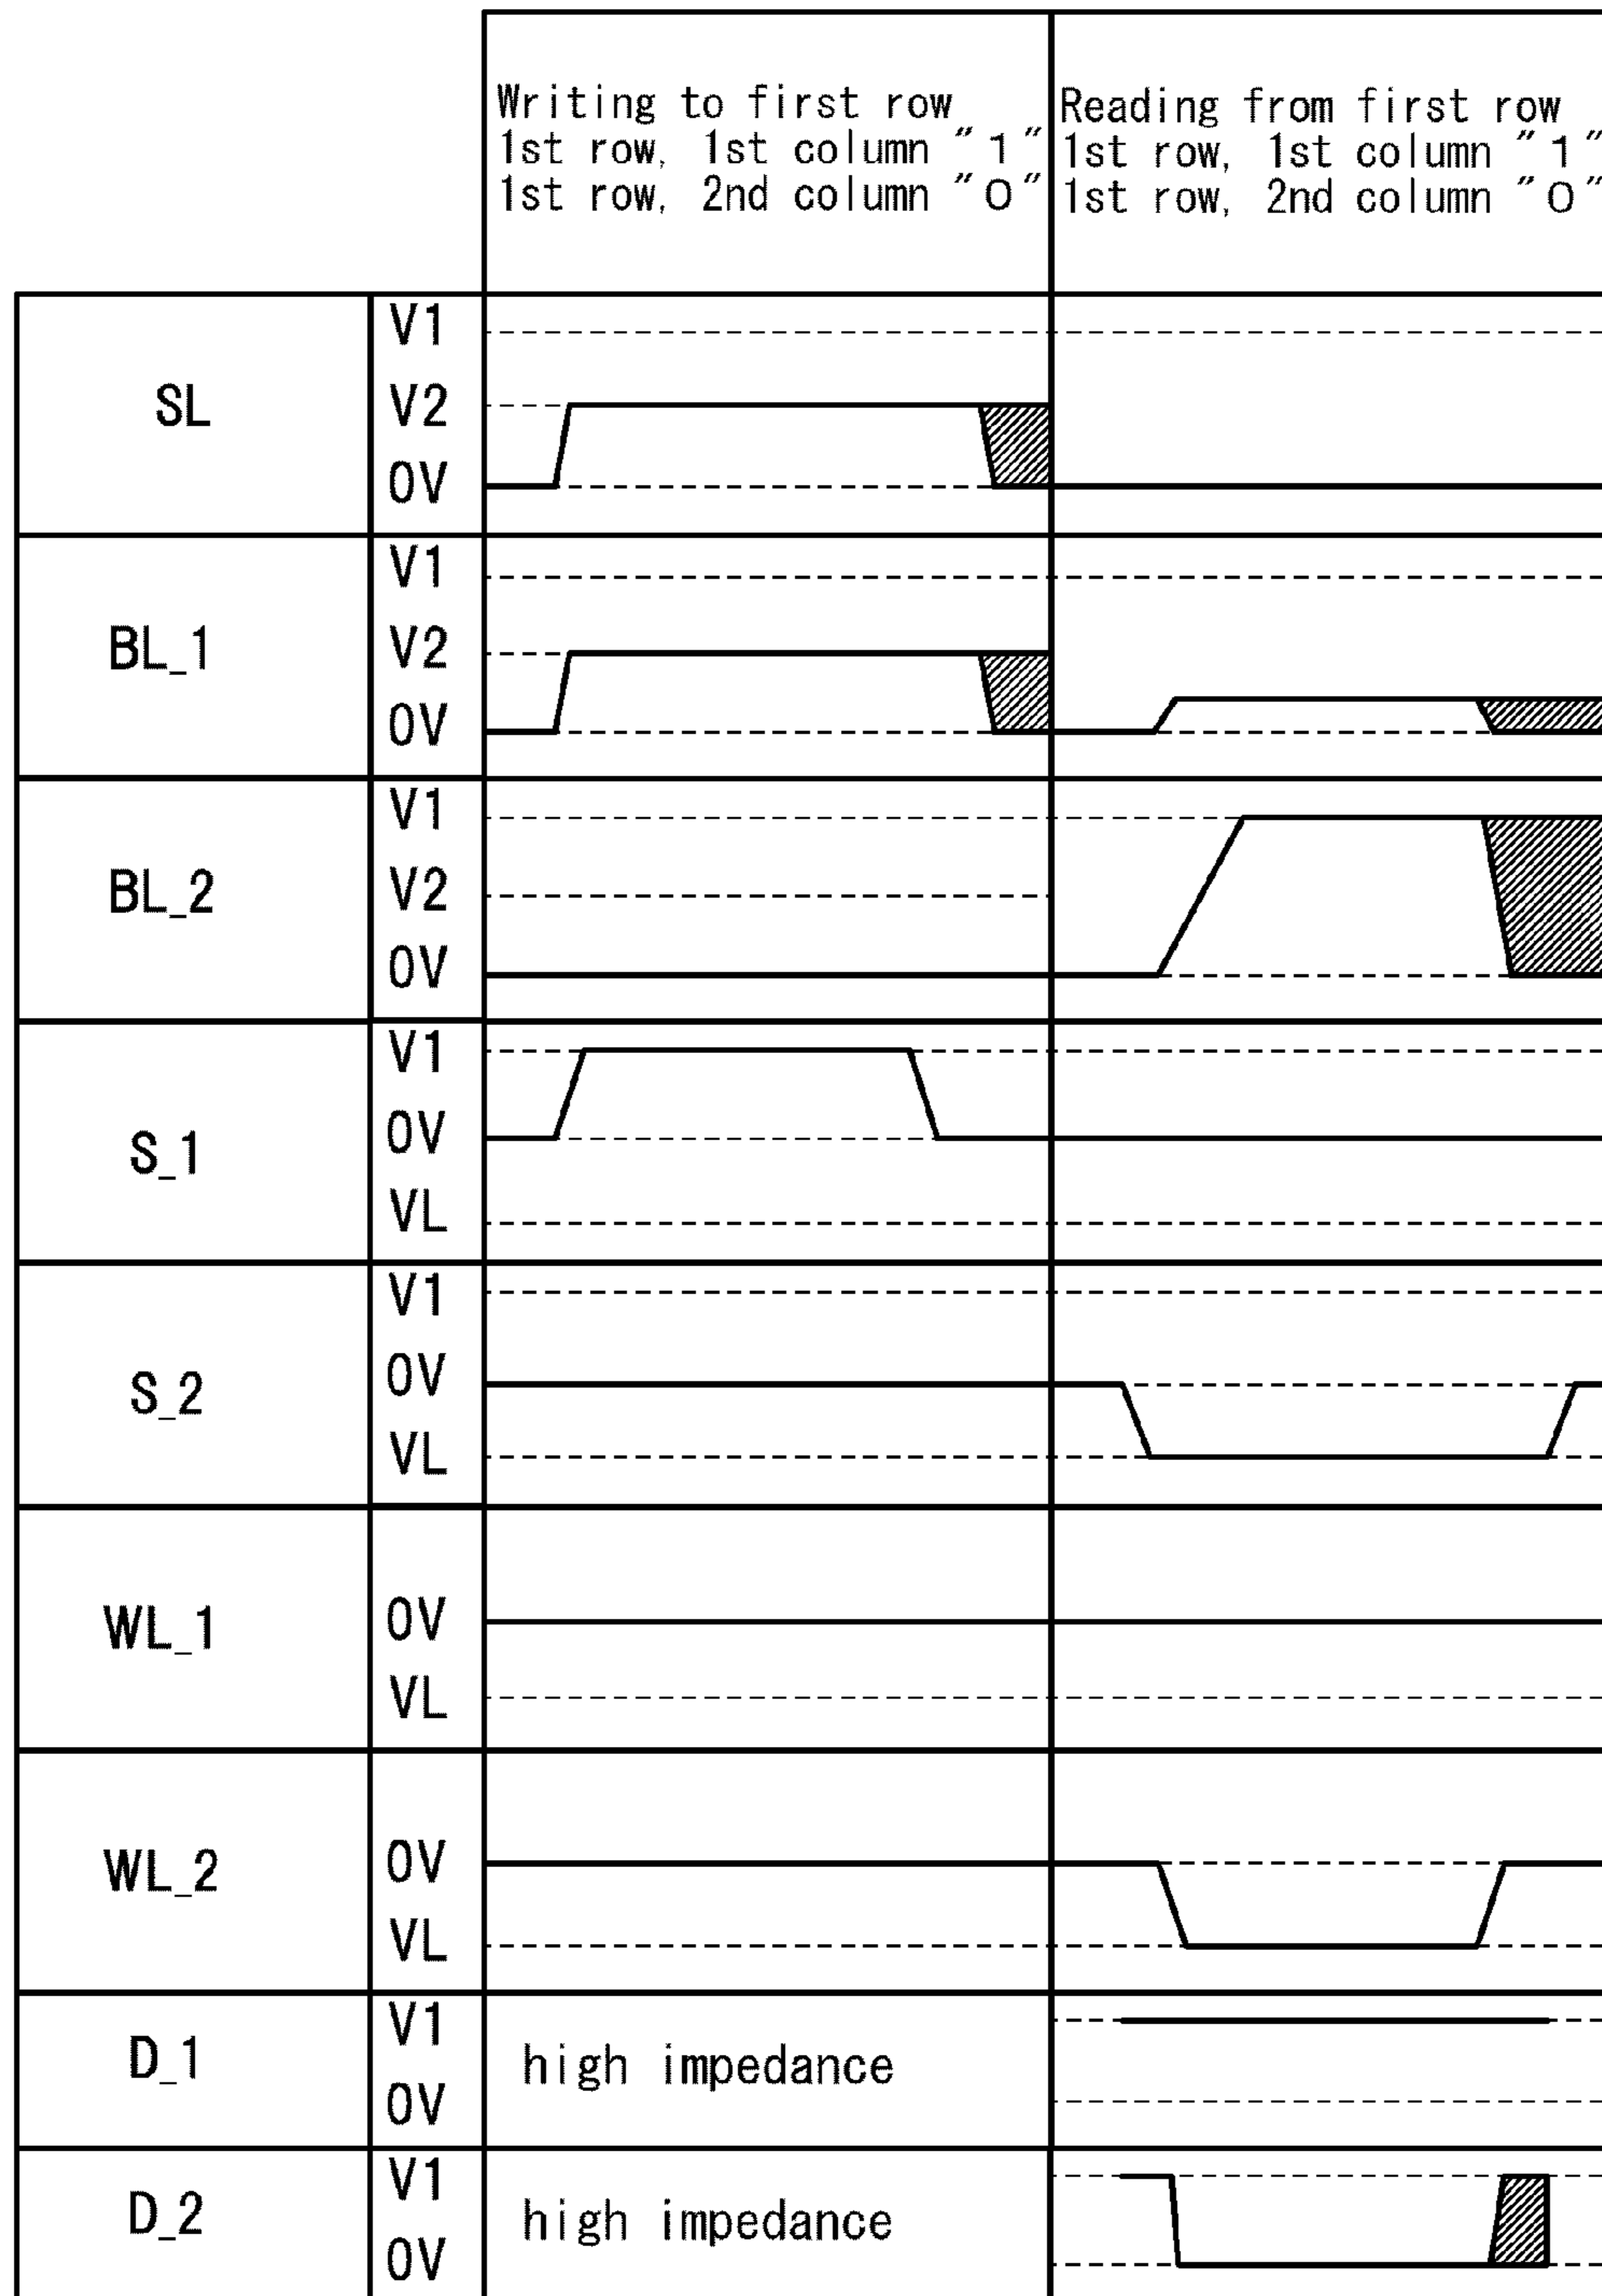 Writing to first row
1st row, 1st column ″1″
1st row, 2nd column ″0″
Reading from first row
1st row, 1st column ″1″
1st row, 2nd column ″0″
SL
V1
V2
0V
BL_1
V1
V2
0V
BL_2
V1
V2
0V
S_1
V1
0V
VL
S_2
V1
0V
VL
WL_1
0V
VL
WL_2
0V
VL
D_1
V1
0V
high impedance
D_2
V1
0V
high impedance